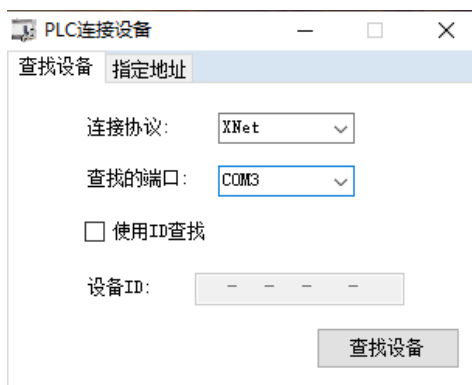 PLC连接设备
查找设备 指定地址
连接协议: XNet
查找的端口: COM3
使用ID查找
设备ID: - - - -
查找设备